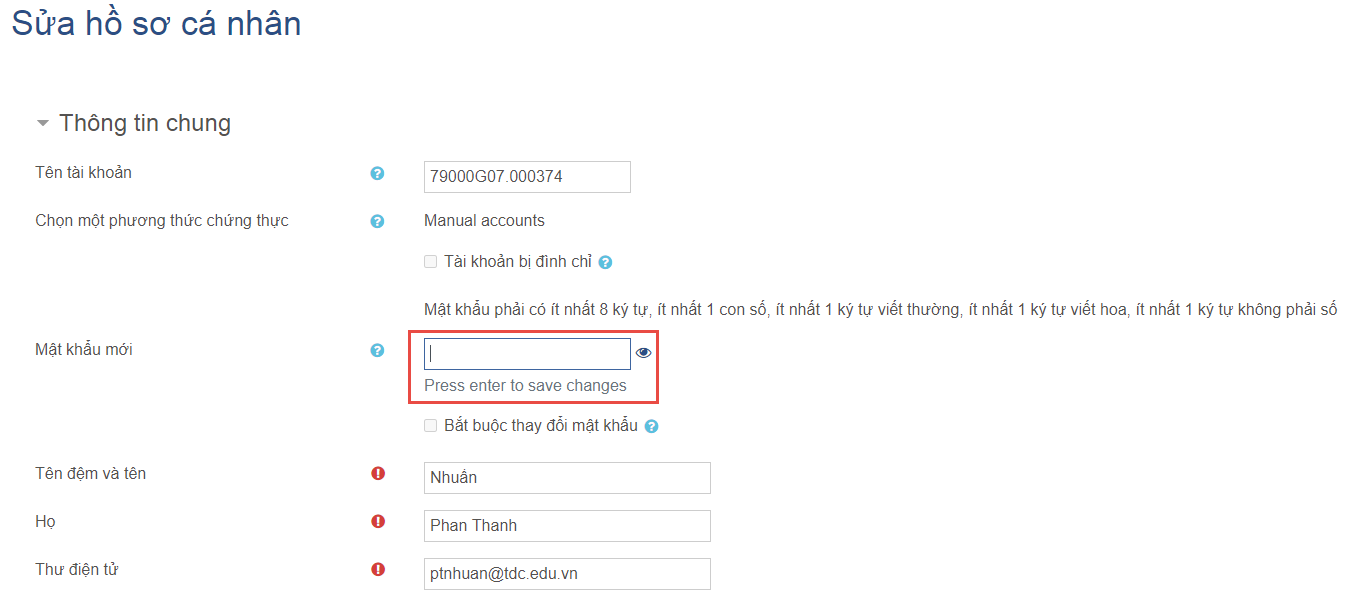 Sửa hồ sơ cá nhân
Thông tin chung
Tên tài khoản
79000G07.000374
Chọn một phương thức chứng thực
Manual accounts
Tài khoản bị đình chỉ
Mật khẩu phải có ít nhất 8 ký tự, ít nhất 1 con số, ít nhất 1 ký tự viết thường, ít nhất 1 ký tự viết hoa, ít nhất 1 ký tự không phải số
Mật khẩu mới
Press enter to save changes
Bắt buộc thay đổi mật khẩu
Tên đệm và tên
Nhuần
Họ
Phan Thanh
Thư điện tử
ptnhuan@tdc.edu.vn